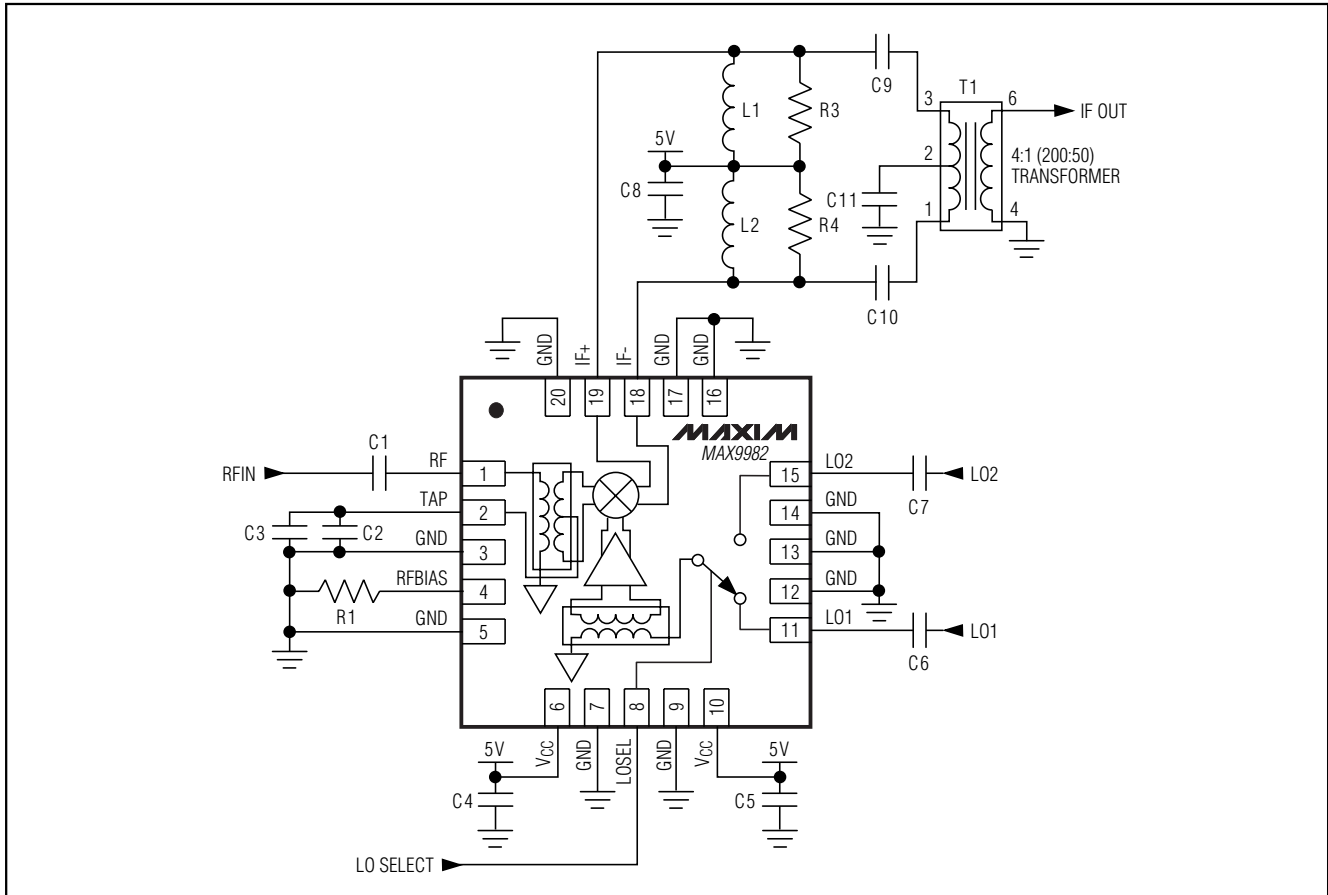 C9
T1
3
6
IF OUT
L1
R3
5V
2
4:1 (200:50)
TRANSFORMER
C8
C11
L2
R4
1
4
C10
GND
IF+
IF-
GND
GND
20
19
18
17
16
MAXIM
MAX9982
C1
RFIN
RF
1
15
LO2
LO2
C7
TAP
2
14
GND
C3
C2
GND
3
13
GND
RFBIAS
4
12
GND
R1
GND
5
11
LO1
LO1
C6
6
7
8
9
10
5V
VCC
GND
LOSEL
GND
VCC
5V
C4
C5
LO SELECT